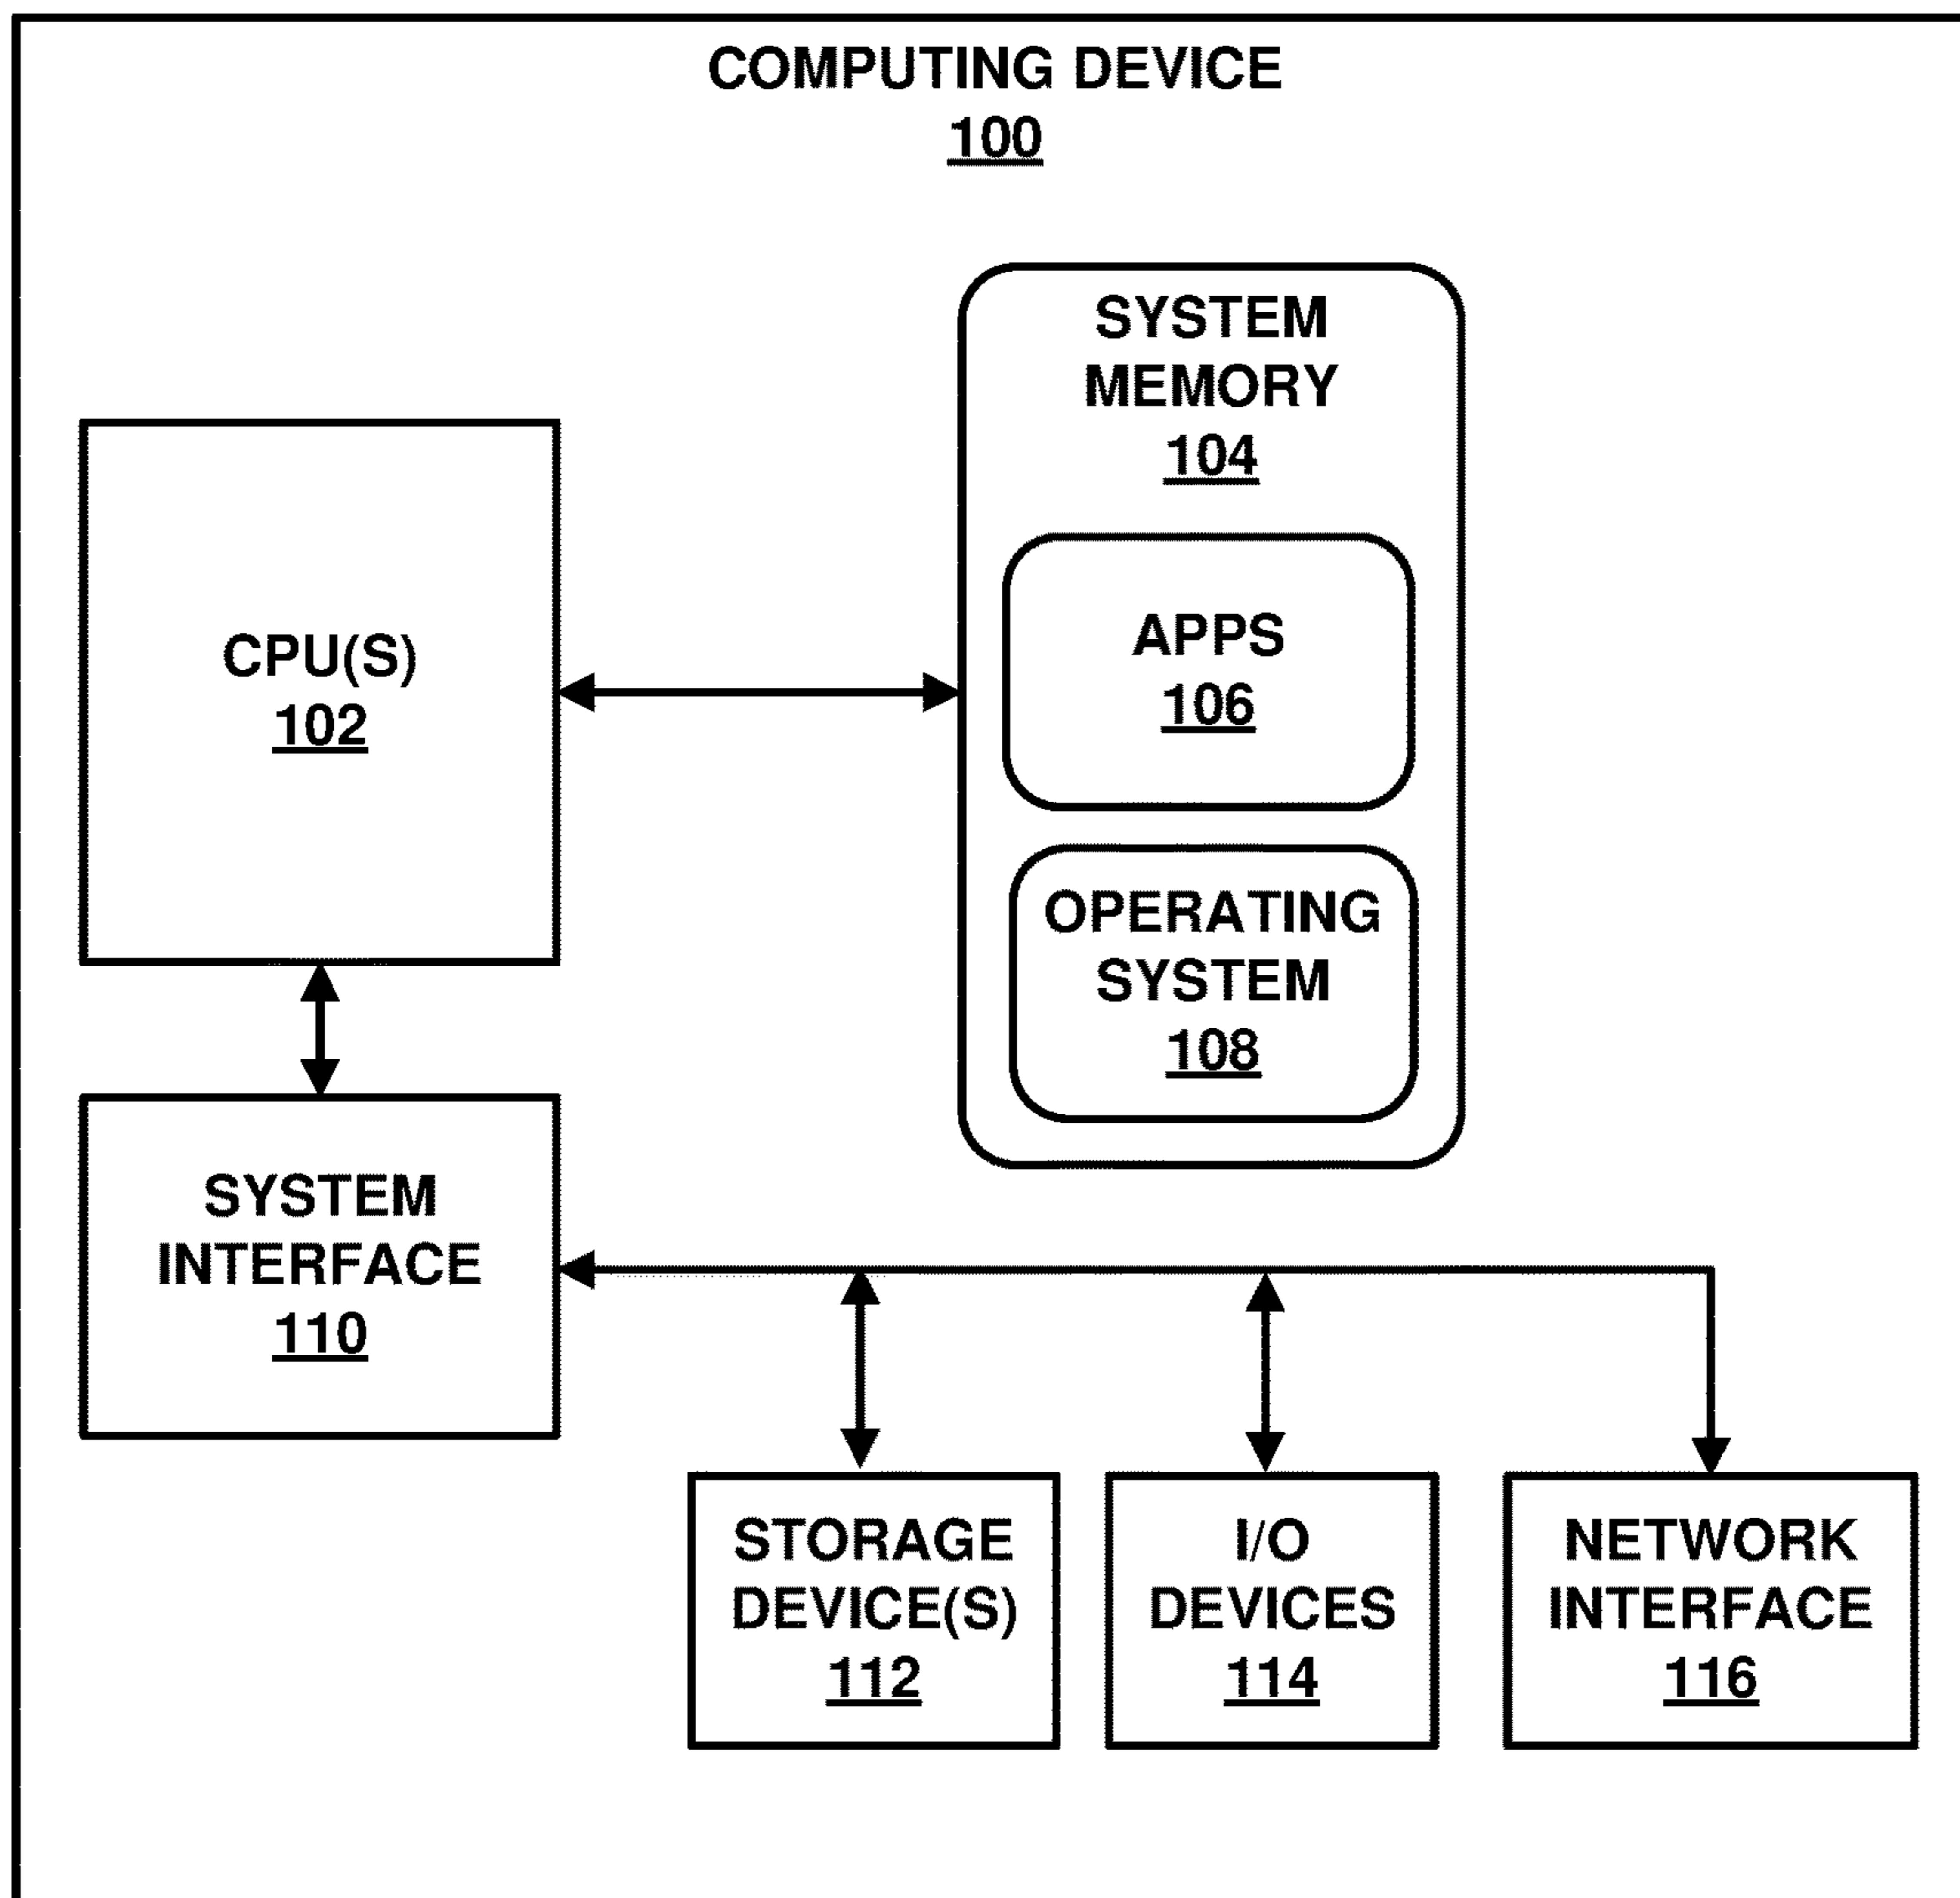 COMPUTING DEVICE
100
SYSTEM
MEMORY
104
CPU(S)
102
APPS
106
OPERATING
SYSTEM
108
SYSTEM
INTERFACE
110
STORAGE
DEVICE(S)
112
I/O
DEVICES
114
NETWORK
INTERFACE
116